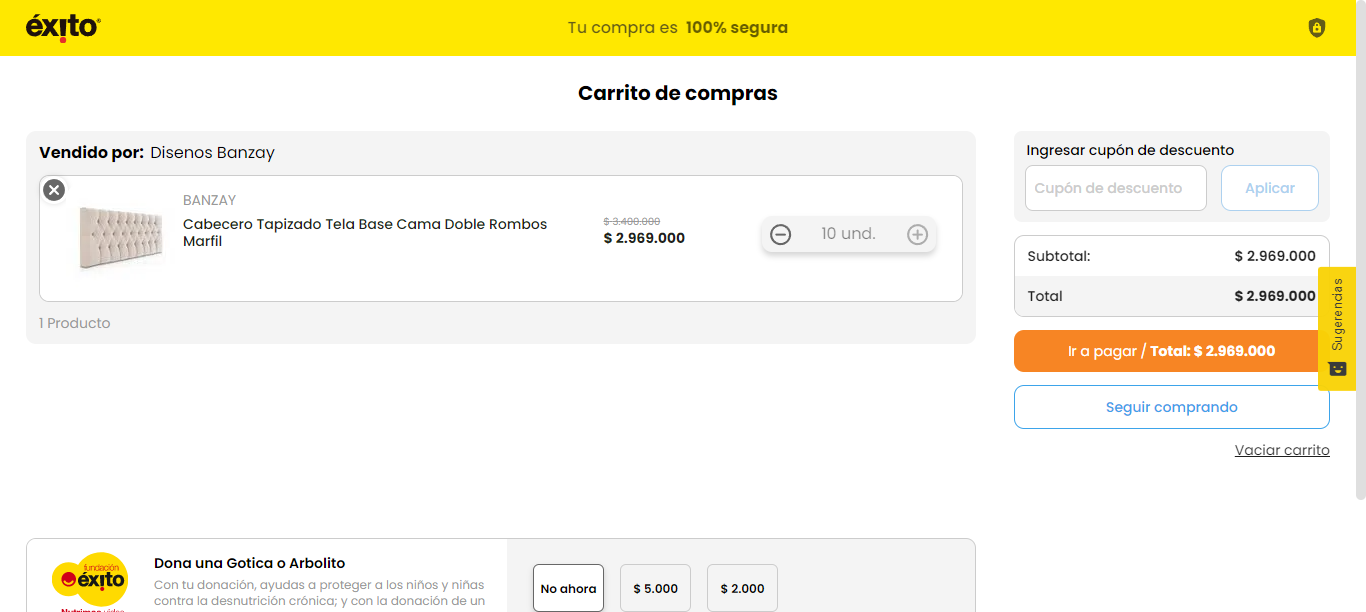 éxito
Tu compra es 100% segura
Carrito de compras
Vendido por: Disenos Banzay
BANZAY
Cabecero Tapizado Tela Base Cama Doble Rombos
Marfil
$ 3.400.000
$ 2.969.000
10 und.
1 Producto
Ingresar cupón de descuento
Cupón de descuento
Aplicar
Subtotal: $ 2.969.000
Total $ 2.969.000
Ir a pagar / Total: $ 2.969.000
Seguir comprando
Vaciar carrito
Sugerendas
fundación
éxito
Nutrimos vidas
Dona una Gotica o Arbolito
Con tu donación, ayudas a proteger a los niños y niñas
contra la desnutrición crónica; y con la donación de un
No ahora
$ 5.000
$ 2.000